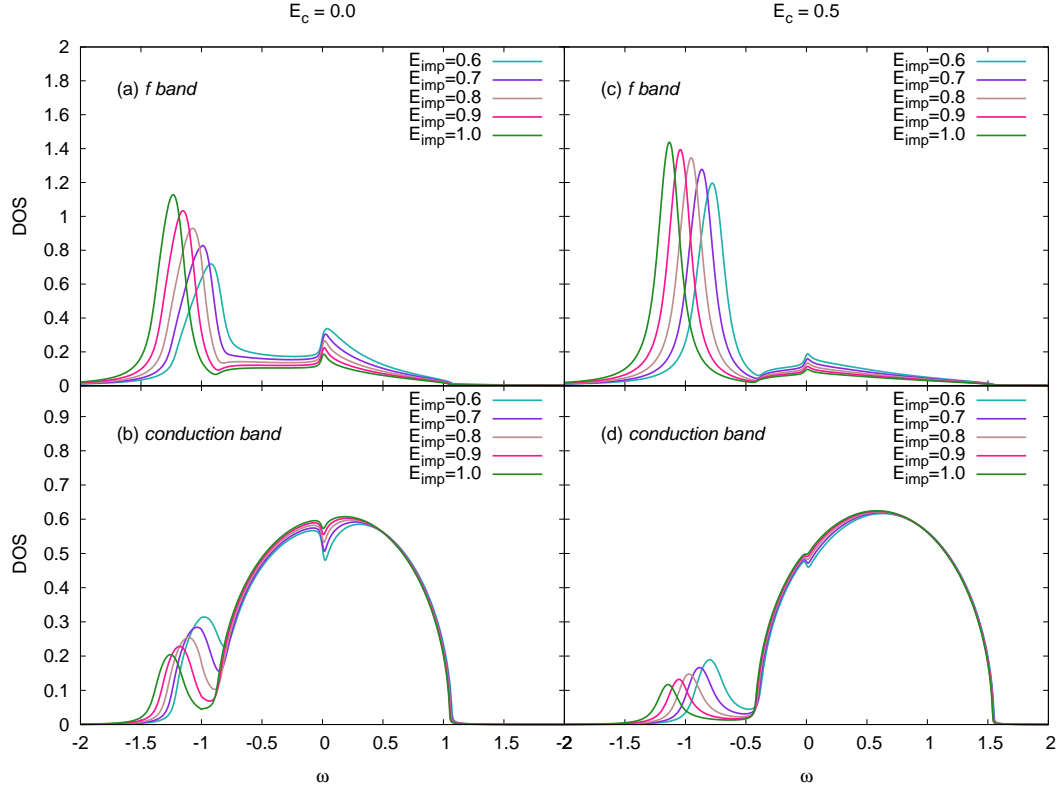 E_c = 0.0
E_c = 0.5
DOS
2
1.8
1.6
1.4
1.2
1
0.8
0.6
0.4
0.2
0
(a) f band
E_imp=0.6
E_imp=0.7
E_imp=0.8
E_imp=0.9
E_imp=1.0
(c) f band
E_imp=0.6
E_imp=0.7
E_imp=0.8
E_imp=0.9
E_imp=1.0
DOS
0.9
0.8
0.7
0.6
0.5
0.4
0.3
0.2
0.1
0
(b) conduction band
E_imp=0.6
E_imp=0.7
E_imp=0.8
E_imp=0.9
E_imp=1.0
(d) conduction band
E_imp=0.6
E_imp=0.7
E_imp=0.8
E_imp=0.9
E_imp=1.0
-2 -1.5 -1 -0.5 0 0.5 1 1.5 2
-2 -1.5 -1 -0.5 0 0.5 1 1.5 2
ω
ω